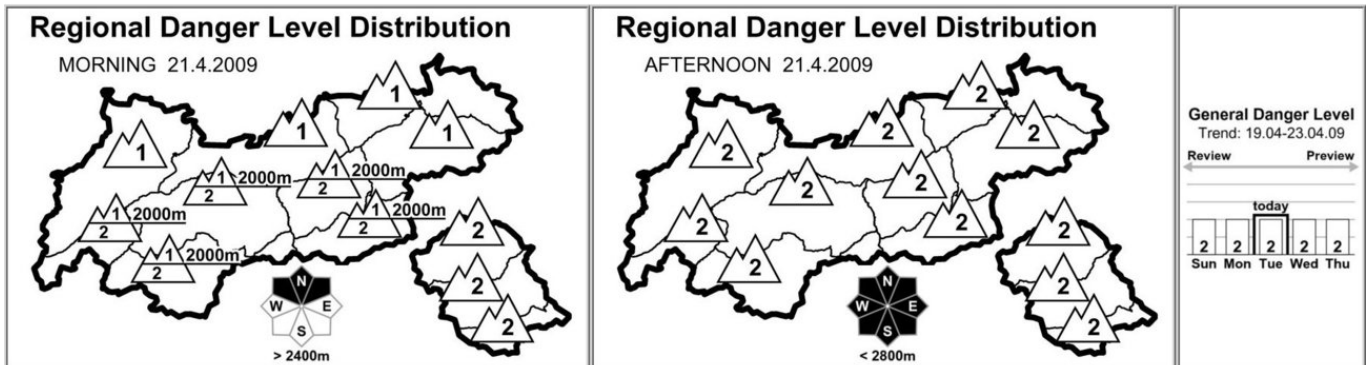 Regional Danger Level Distribution
MORNING 21.4.2009
1
1
1
1
1 2000m
2
1 2000m
2
1 2000m
2
1 2000m
2
1 2000m
2
2
2
2
N
W E
S
> 2400m
Regional Danger Level Distribution
AFTERNOON 21.4.2009
2
2
2
2
2
2
2
2
2
2
2
2
N
W E
S
< 2800m
General Danger Level
Trend: 19.04-23.04.09
Review Preview
today
2 2 2 2 2
Sun Mon Tue Wed Thu